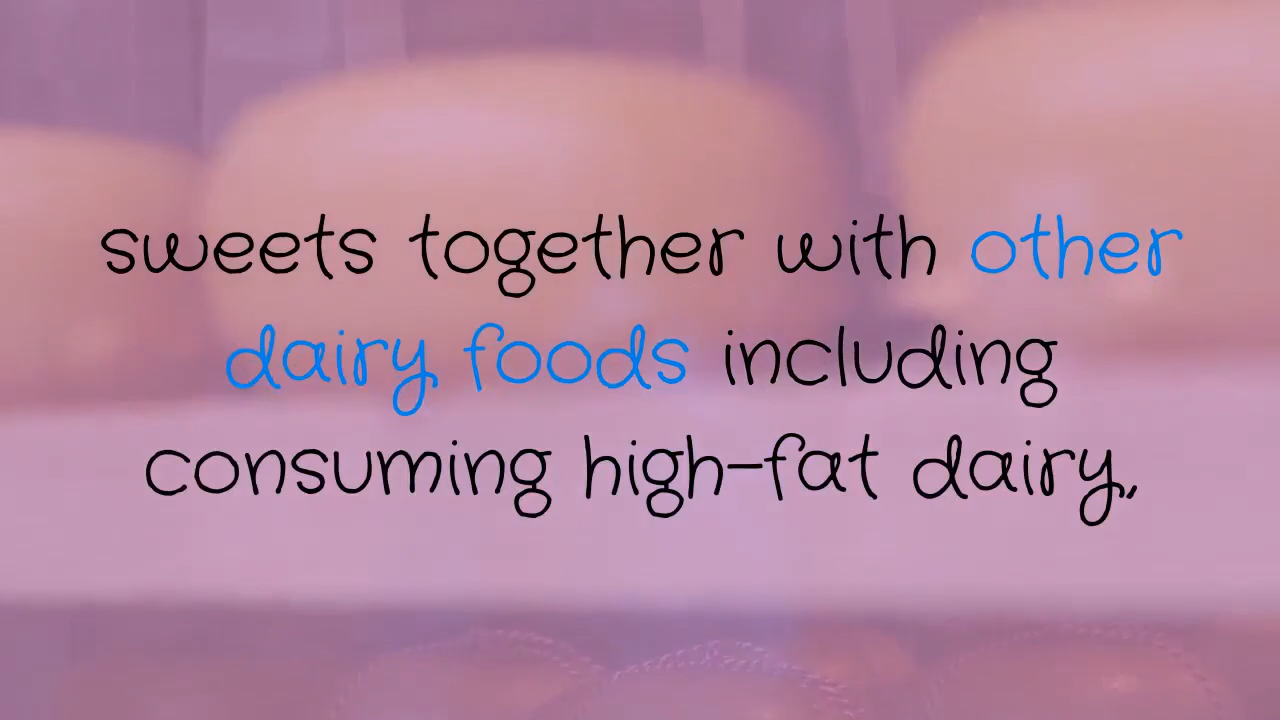 sweets together with other
dairy foods including
consuming high-fat dairy,